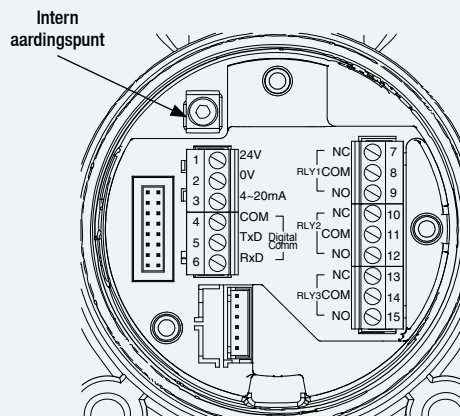 Intern
aardingspunt
1 24V
2 0V
3 4~20mA
4 COM
5 TxD
6 RxD
Digital
Comm
RLY1
NC 7
COM 8
NO 9
RLY2
NC 10
COM 11
NO 12
RLY3
NC 13
COM 14
NO 15